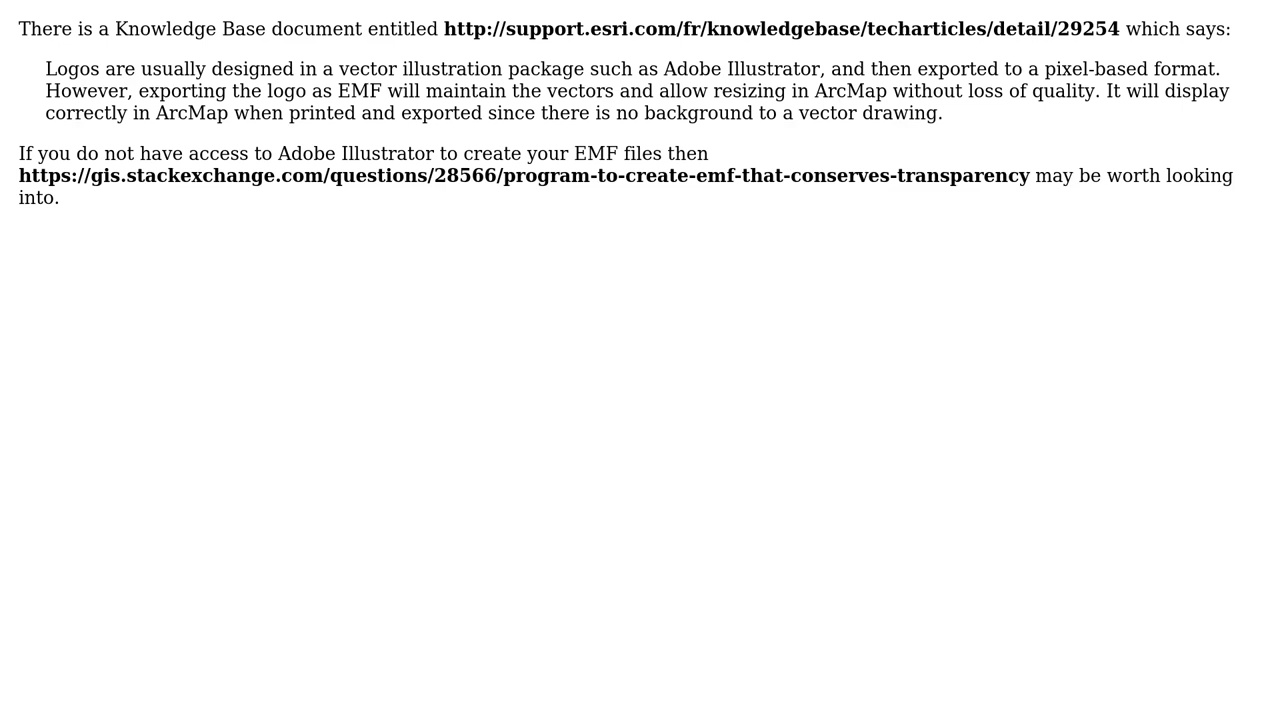 There is a Knowledge Base document entitled http://support.esri.com/fr/knowledgebase/techarticles/detail/29254 which says:
Logos are usually designed in a vector illustration package such as Adobe Illustrator, and then exported to a pixel-based format.
However, exporting the logo as EMF will maintain the vectors and allow resizing in ArcMap without loss of quality. It will display
correctly in ArcMap when printed and exported since there is no background to a vector drawing.
If you do not have access to Adobe Illustrator to create your EMF files then
https://gis.stackexchange.com/questions/28566/program-to-create-emf-that-conserves-transparency may be worth looking
into.